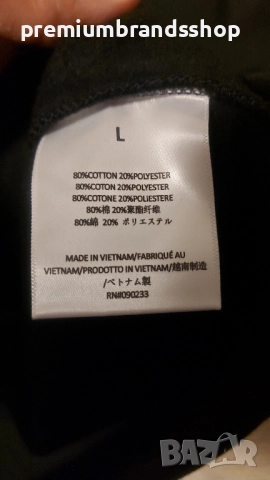 premiumbrandsshop
L
80%COTTON 20%POLYESTER
80%COTON 20%POLYESTER
80%COTONE 20%POLIESTERE
80%棉 20%聚酯纤维
80%綿 20% ポリエステル
MADE IN VIETNAM/FABRIQUÉ AU
VIETNAM/PRODOTTO IN VIETNAM/越南制造
/ベトナム製
RN#090233
BAZAR
bg